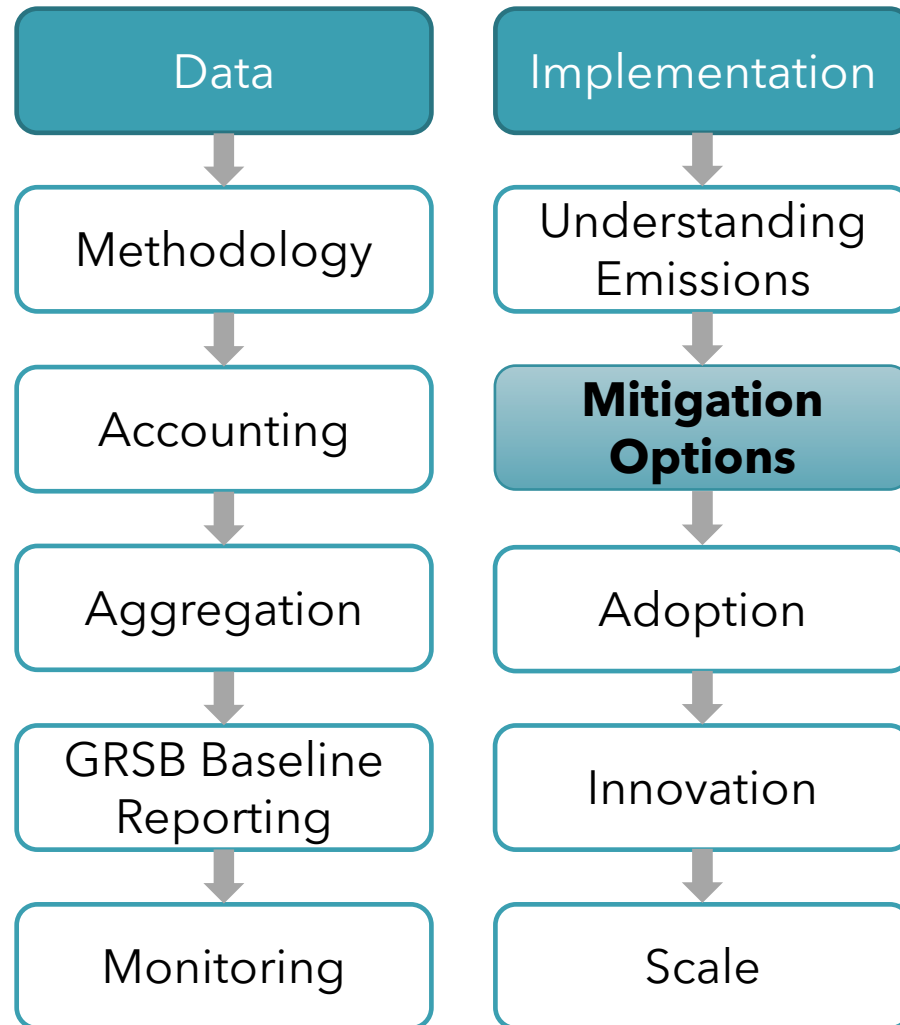 Data
Methodology
Accounting
Aggregation
GRSB Baseline
Reporting
Monitoring
Implementation
Understanding
Emissions
Mitigation
Options
Adoption
Innovation
Scale